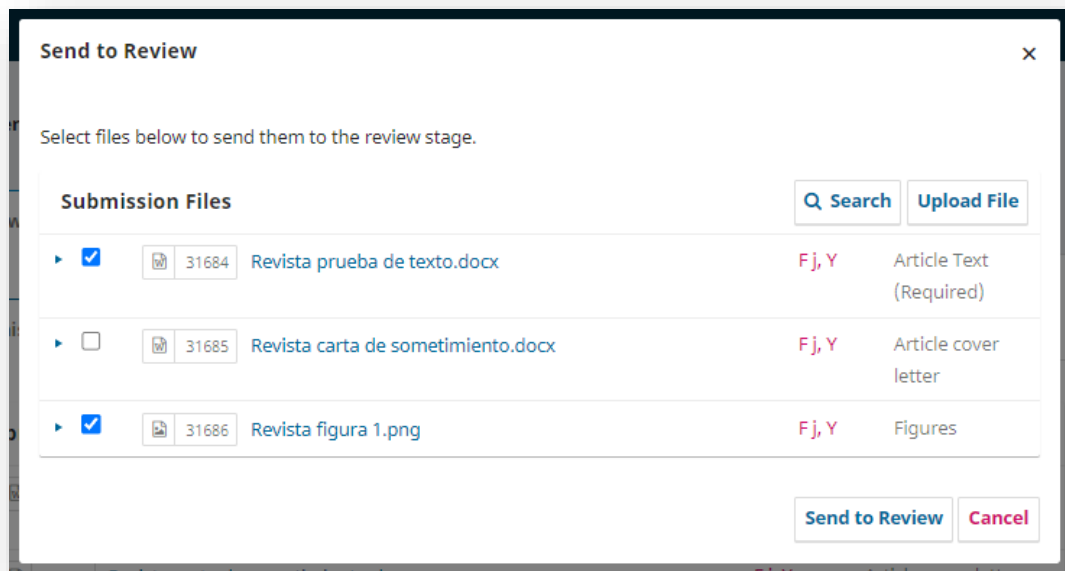 Send to Review
×
Select files below to send them to the review stage.
Submission Files
Search
Upload File
31684 Revista prueba de texto.docx F j, Y Article Text
(Required)
31685 Revista carta de sometimiento.docx F j, Y Article cover
letter
31686 Revista figura 1.png F j, Y Figures
Send to Review
Cancel